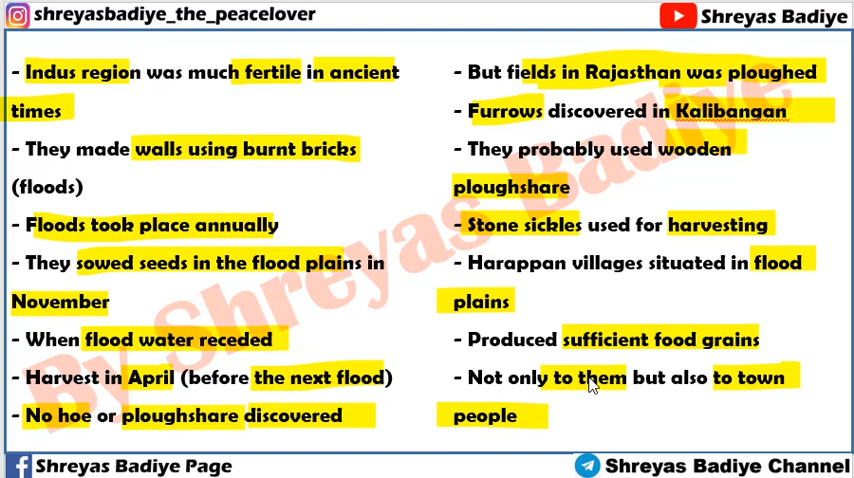 shreyasbadiye_the_peacelover
Shreyas Badiye
- Indus region was much fertile in ancient
times
- They made walls using burnt bricks
(floods)
- Floods took place annually
- They sowed seeds in the flood plains in
November
- When flood water receded
- Harvest in April (before the next flood)
- No hoe or ploughshare discovered
- But fields in Rajasthan was ploughed
- Furrows discovered in Kalibangan
- They probably used wooden
ploughshare
- Stone sickles used for harvesting
- Harappan villages situated in flood
plains
- Produced sufficient food grains
- Not only to them but also to town
people
By Shreyas Badiye
Shreyas Badiye Page
Shreyas Badiye Channel